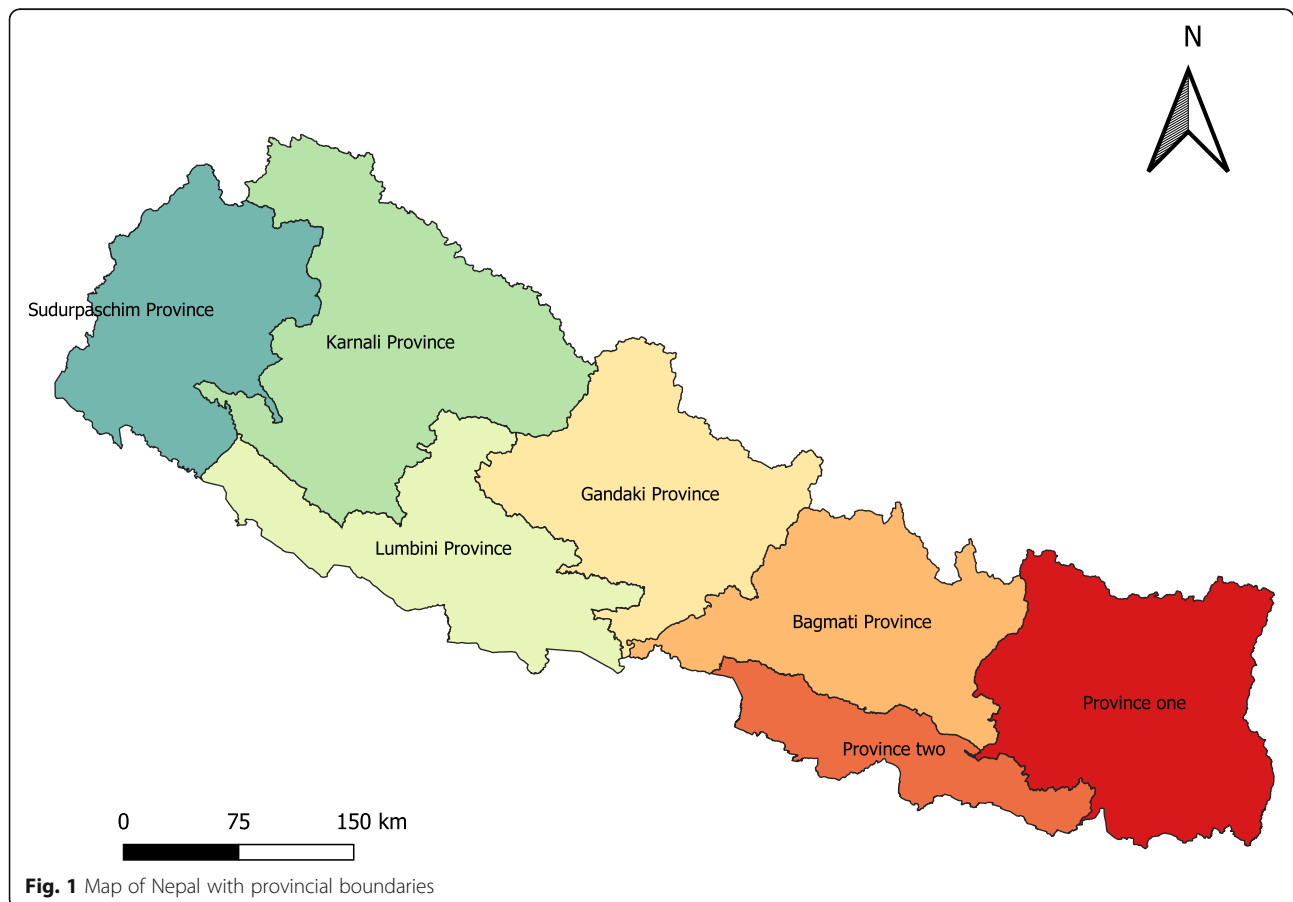 N
Sudurpaschim Province
Karnali Province
Gandaki Province
Lumbini Province
Bagmati Province
Province one
Province two
0 75 150 km
Fig. 1 Map of Nepal with provincial boundaries